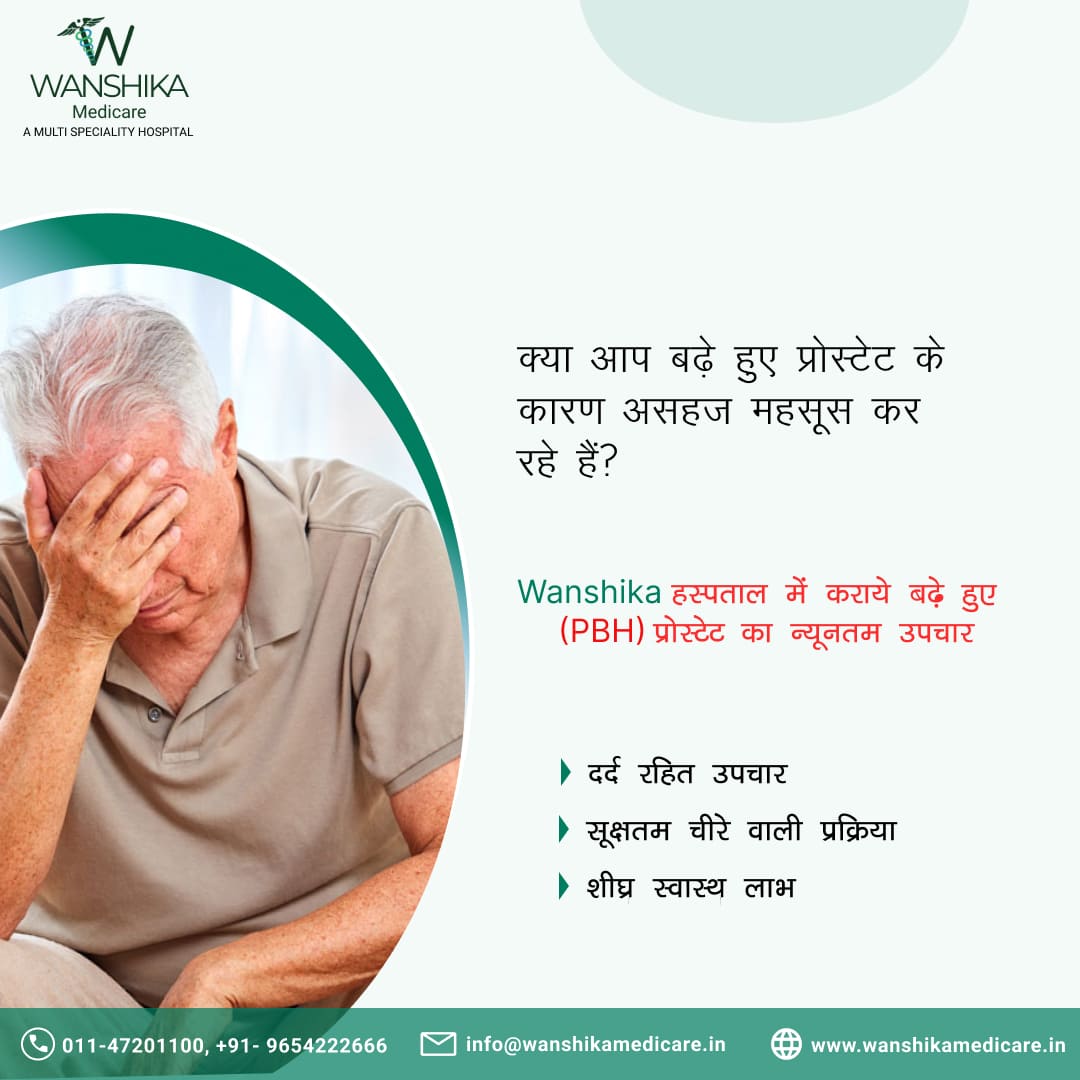 W
WANSHIKA
Medicare
A MULTI SPECIALITY HOSPITAL
क्या आप बढ़े हुए प्रोस्टेट के
कारण असहज महसूस कर
रहे हैं?
Wanshika हस्पताल में कराये बढ़े हुए
(PBH) प्रोस्टेट का न्यूनतम उपचार
दर्द रहित उपचार
सूक्षतम चीरे वाली प्रक्रिया
शीघ्र स्वास्थ लाभ
011-47201100, +91- 9654222666 info@wanshikamedicare.in www.wanshikamedicare.in